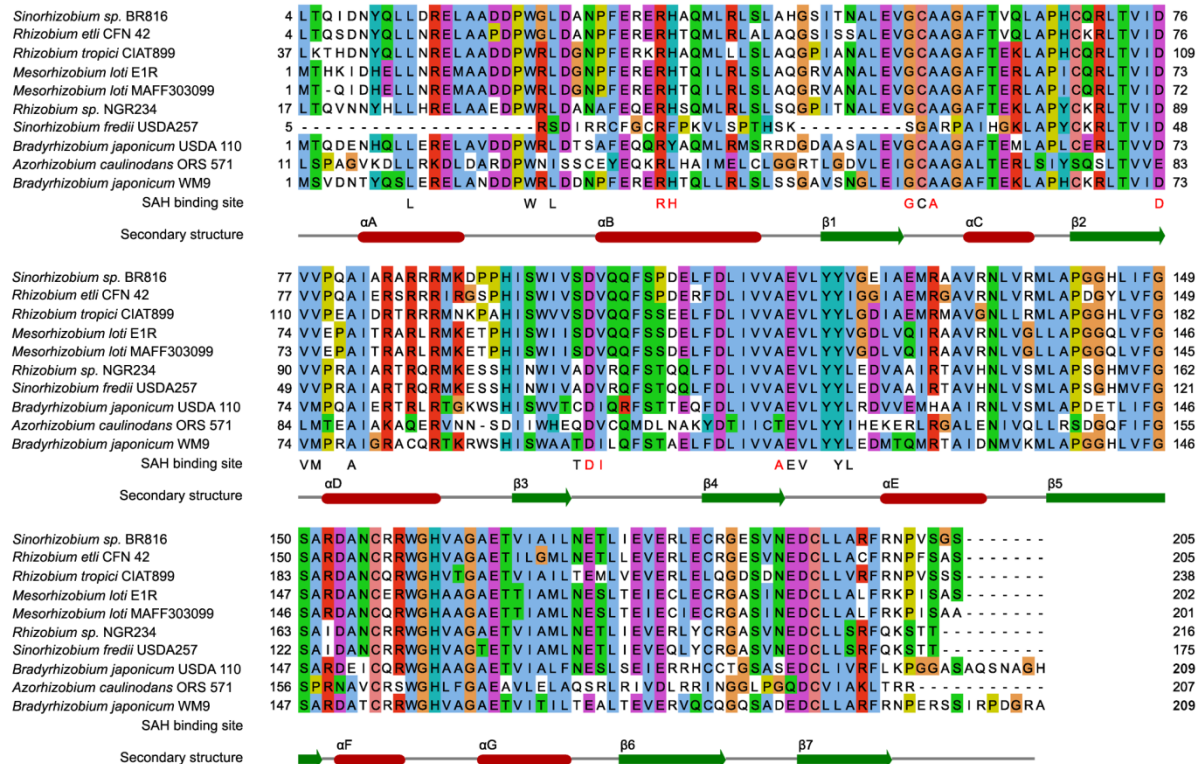 Sinorhizobium sp. BR816 4 LTQIDNYQLLDRELAADDPWGLDANPFERERHAQMLRLSLAHGSITNALEVGCAAGAFTVQLAPHCQRLTVID 76
Rhizobium etli CFN 42 4 LTQSDNYQLLNRELAAPDPWGLDANPFERERHAQMLRLALAQGSISNALEVGCAAGAFTVQLAPHCKRLTVID 76
Rhizobium tropici CIAT899 37 LKTHDNYQLLNRELAADDPWRLDGNPFERKRHAQMLLLSLAQGPIANALEVGCAAGAFTERLAPHCQRLTVID 109
Mesorhizobium loti E1R 1 MTHKIDHELLNREMAADDPWRLDGNPFERERHTQILRLSLAQGRVANALEVGCAAGAFTERLAPICQRLTVID 73
Mesorhizobium loti MAFF303099 1 MT-QIDHELLNREMAADDPWRLDGNPFERERHTQILRLSLAQGRVANALEVGCAAGAFTERLAPICQRLTVID 72
Rhizobium sp. NGR234 17 LTQVNNYHLLHRELAAEDPWRLDANAFEQERHSQMLRLSLSQGPITNALEVGCAAGAFTERLAPYCKRLTVID 89
Sinorhizobium fredii USDA257 5 --------------------RSDIRRCFGCRFPKVLSPTHSK---------SGARPAIHGKLAPYCKRLTVID 48
Bradyrhizobium japonicum USDA 110 1 MTQDENHQLLERELAVDDPWRLDTSAFEQQRYAQMLRMSRRDGDAASALEVGCAAGAFTEMLAPLCERLTVID 73
Azorhizobium caulinodans ORS 571 11 LSPAGVKDLLRKDLDARDPWNISSCEYEQKRLHAIMELCLGGRTLGDVLEIGCAAGALTERLSIYSQSLTVVE 83
Bradyrhizobium japonicum WM9 1 MSVDNTYQSLERELANDDPWRLDDNPFERERHTQLLRLSLSSGAVSNGLEIGCAAGAFTEKLAPHCKRLTVID 73
SAH binding site L W L RH GCA D
αA αB β1 αC β2
Secondary structure
Sinorhizobium sp. BR816 77 VVPQAIARARRRMKDPPHISWIVSDVQQFSPDELFDLIVVAEVLYYVGEIAEMRAAVRNLVRMLAPGGHLIFG 149
Rhizobium etli CFN 42 77 VVPQAIERSRRRIRGSPHISWIVSDVQQFSPEERFDLIVVAEVLYYIGGIAEMRGAVRNLVRMLAPDGYLVFG 149
Rhizobium tropici CIAT899 110 VVPEAIDRTRRRMNKPAHISWVVSDVQQFSNEELFDLIVVAEVLYYLGDIAEMRMAVGNLLRMLAPGGHLVFG 182
Mesorhizobium loti E1R 74 VVEPAITRARLRMKETPHISWIISDVQQFSSDELFDLIVVAEVLYYVGDLVQIRAAVRNLVGLLAPGGQLVFG 146
Mesorhizobium loti MAFF303099 73 VVEPAITRARLRMKETPHISWIISDVQQFSSDELFDLIVVAEVLYYVGDLVQIRAAVRNLVGLLAPGGQLVFG 145
Rhizobium sp. NGR234 90 VVPRAIARTRQRMKESSHINWIVADVRQFSTQQLFDLIVVAEVLYYLEDVAAIRTAVHNLVSMLAPSGHMVFG 162
Sinorhizobium fredii USDA257 49 VVPRAIARTRQRMKESSHINWIVADVRQFSTQQLFDLIVVAEVLYYLEDVAAIRTAVHNLVSMLAPSGHMVFG 121
Bradyrhizobium japonicum USDA 110 74 VMPQAIERTRLRTGKWSHISWVTCDIQRFSTTEQFDLIVVAEVLYYLRDVVEMHAAIRNLVSMLAPDETLIFG 146
Azorhizobium caulinodans ORS 571 84 LMTEAIAKAQERVNN-SDIIWHEQDVCQMDLNAKYDTIICTEVLYYIHEKERLRGALENIVQLLRSDGQFIFG 155
Bradyrhizobium japonicum WM9 74 VMPRAIGRACQRTKRWSHISWAATDILQFSTAELFDLIVVAEVLYYLEDMTQMRTAIDNMVKMLAPGGHLVFG 146
SAH binding site VM A TDI AEV YL
αD β3 β4 αE β5
Secondary structure
Sinorhizobium sp. BR816 150 SARDANCRRWGHVAGAETVIAILNETLIEVERLECRGESVNEDCLLARFRNPVSGS------- 205
Rhizobium etli CFN 42 150 SARDANCRRWGHVAGAETILGMLNETLLEVERLECRGESVNEDCLLACFRNPFSAS------- 205
Rhizobium tropici CIAT899 183 SARDANCQRWGHVTGAETVIAILTEMLVEVERLELQGDSDNEDCLLVRFRNPVSSS------- 238
Mesorhizobium loti E1R 147 SARDANCERWGHAAGAETTIAMLNESLTEIERLECRGASINEDCLLALFRKPISAS------- 202
Mesorhizobium loti MAFF303099 146 SARDANCQRWGHAAGAETTIAMLNESLTEIECIECRGASINEDCLLALFRKPISAA------- 201
Rhizobium sp. NGR234 163 SAIDANCRRWGHVAGAETVIAMLNETLIEVERLYCRGASVNEDCLLSRFQKSTT--------- 216
Sinorhizobium fredii USDA257 122 SAIDANCRRWGHVAGTETVIAMLNETLIEVEQLYCRGASVNEDCLLSRFQKSTT--------- 175
Bradyrhizobium japonicum USDA 110 147 SARDEICQRWGHAAGAETVIALFNESLSEIERRHCCTGSASEDCLIVRFLKPGGASAQSNAGH 209
Azorhizobium caulinodans ORS 571 156 SPRNAVCRSWGHLFGAEAVLELAQSRLRIVDLRRINGGLPGQDCVIAKLTRR----------- 207
Bradyrhizobium japonicum WM9 147 SARDATCRRWGHVAGAETVITILTEALTEVERVQCQGQSADEDCLLARFRNPERSSIRPDGRA 209
SAH binding site
αF αG β6 β7
Secondary structure